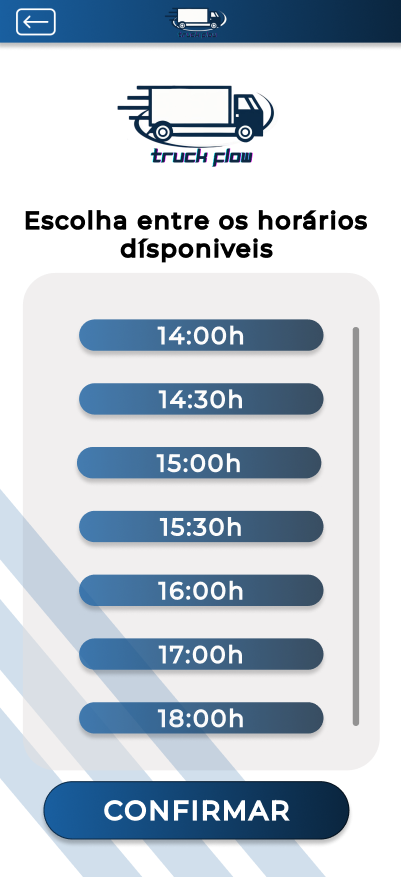 truck flow
Escolha entre os horários
dísponiveis
14:00h
14:30h
15:00h
15:30h
16:00h
17:00h
18:00h
CONFIRMAR